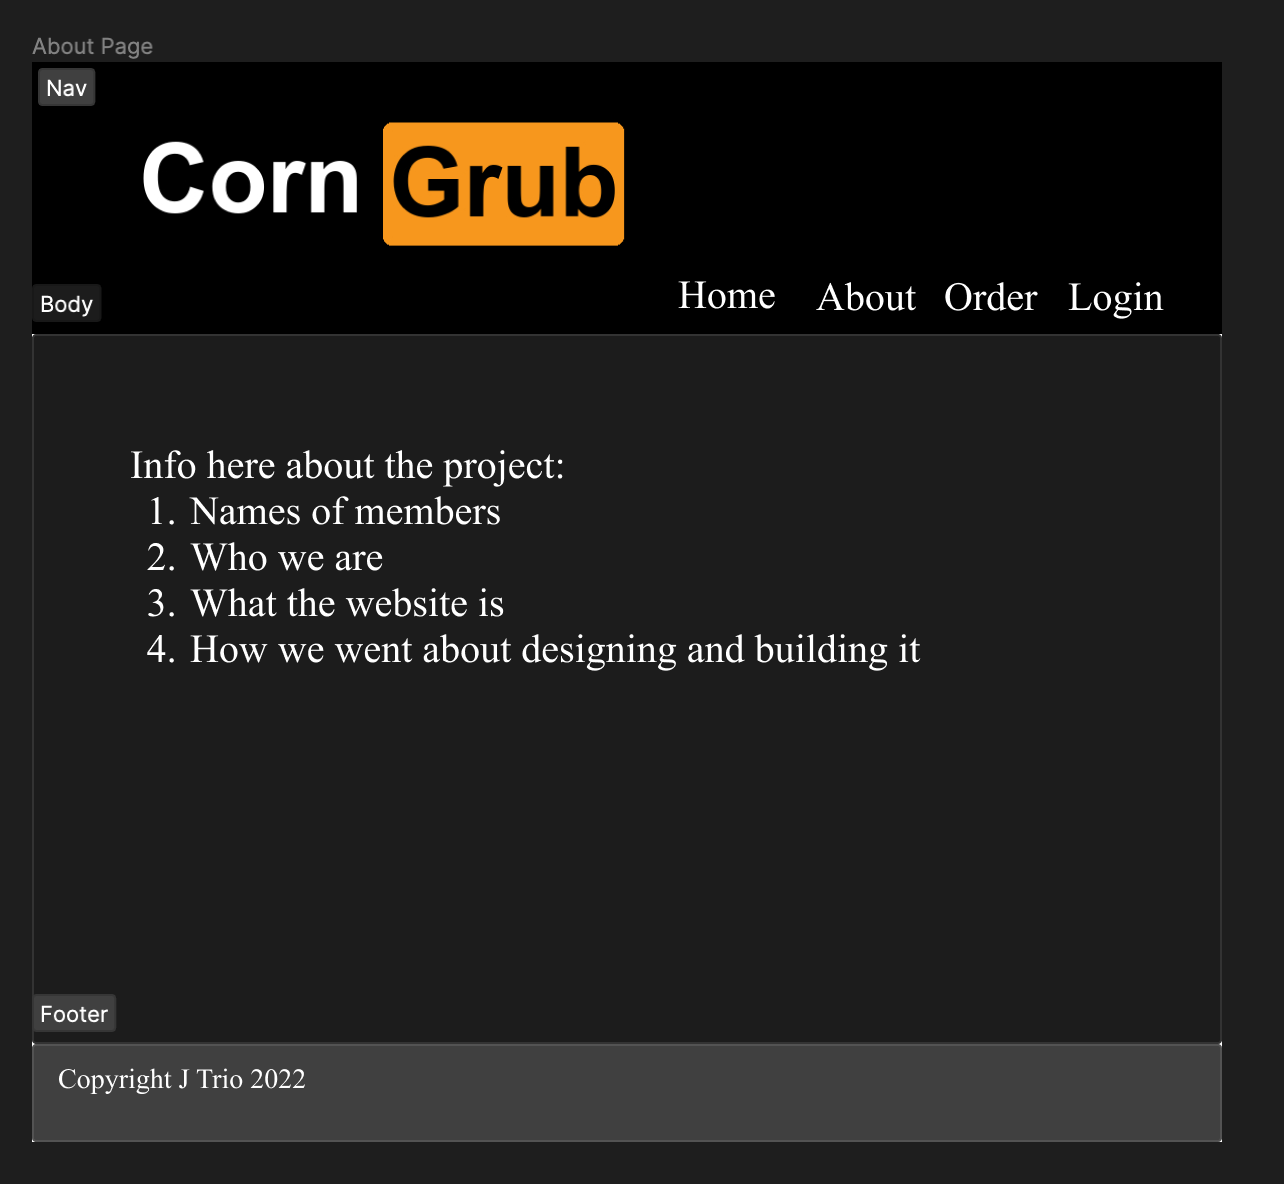 About Page
Nav
Corn Grub
Home About Order Login
Body
Info here about the project:
1. Names of members
2. Who we are
3. What the website is
4. How we went about designing and building it
Footer
Copyright J Trio 2022